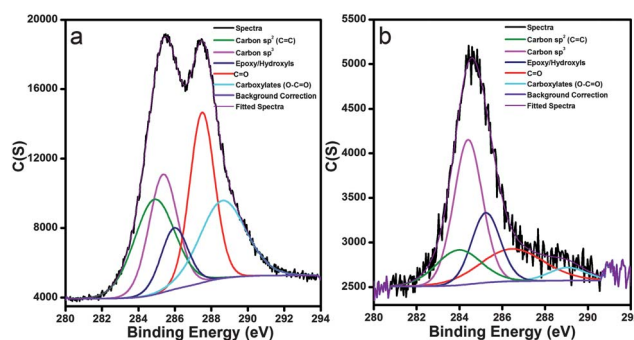 a
20000
16000
12000
8000
4000
C(S)
Spectra
Carbon sp² (C=C)
Carbon sp³
Epoxy/Hydroxyls
C=O
Carboxylates (O-C=O)
Background Correction
Fitted Spectra
280 282 284 286 288 290 292 294
Binding Energy (eV)
b
5500
5000
4500
4000
3500
3000
2500
C(S)
Spectra
Carbon sp² (C=C)
Carbon sp³
Epoxy/Hydroxyls
C=O
Carboxylates (O-C=O)
Background Correction
Fitted Spectra
280 282 284 286 288 290 29
Binding Energy (eV)